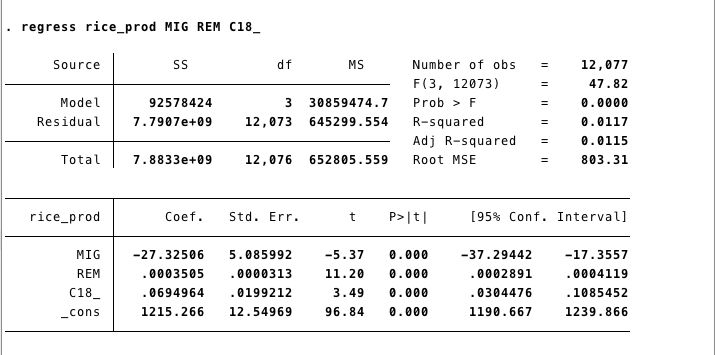 . regress rice_prod MIG REM C18_
Source SS df MS Number of obs = 12,077
F(3, 12073) = 47.82
Model 92578424 3 30859474.7 Prob > F = 0.0000
Residual 7.7907e+09 12,073 645299.554 R-squared = 0.0117
Adj R-squared = 0.0115
Total 7.8833e+09 12,076 652805.559 Root MSE = 803.31
rice_prod Coef. Std. Err. t P>|t| [95% Conf. Interval]
MIG −27.32506 5.085992 −5.37 0.000 −37.29442 −17.3557
REM .0003505 .0000313 11.20 0.000 .0002891 .0004119
C18_ .0694964 .0199212 3.49 0.000 .0304476 .1085452
_cons 1215.266 12.54969 96.84 0.000 1190.667 1239.866